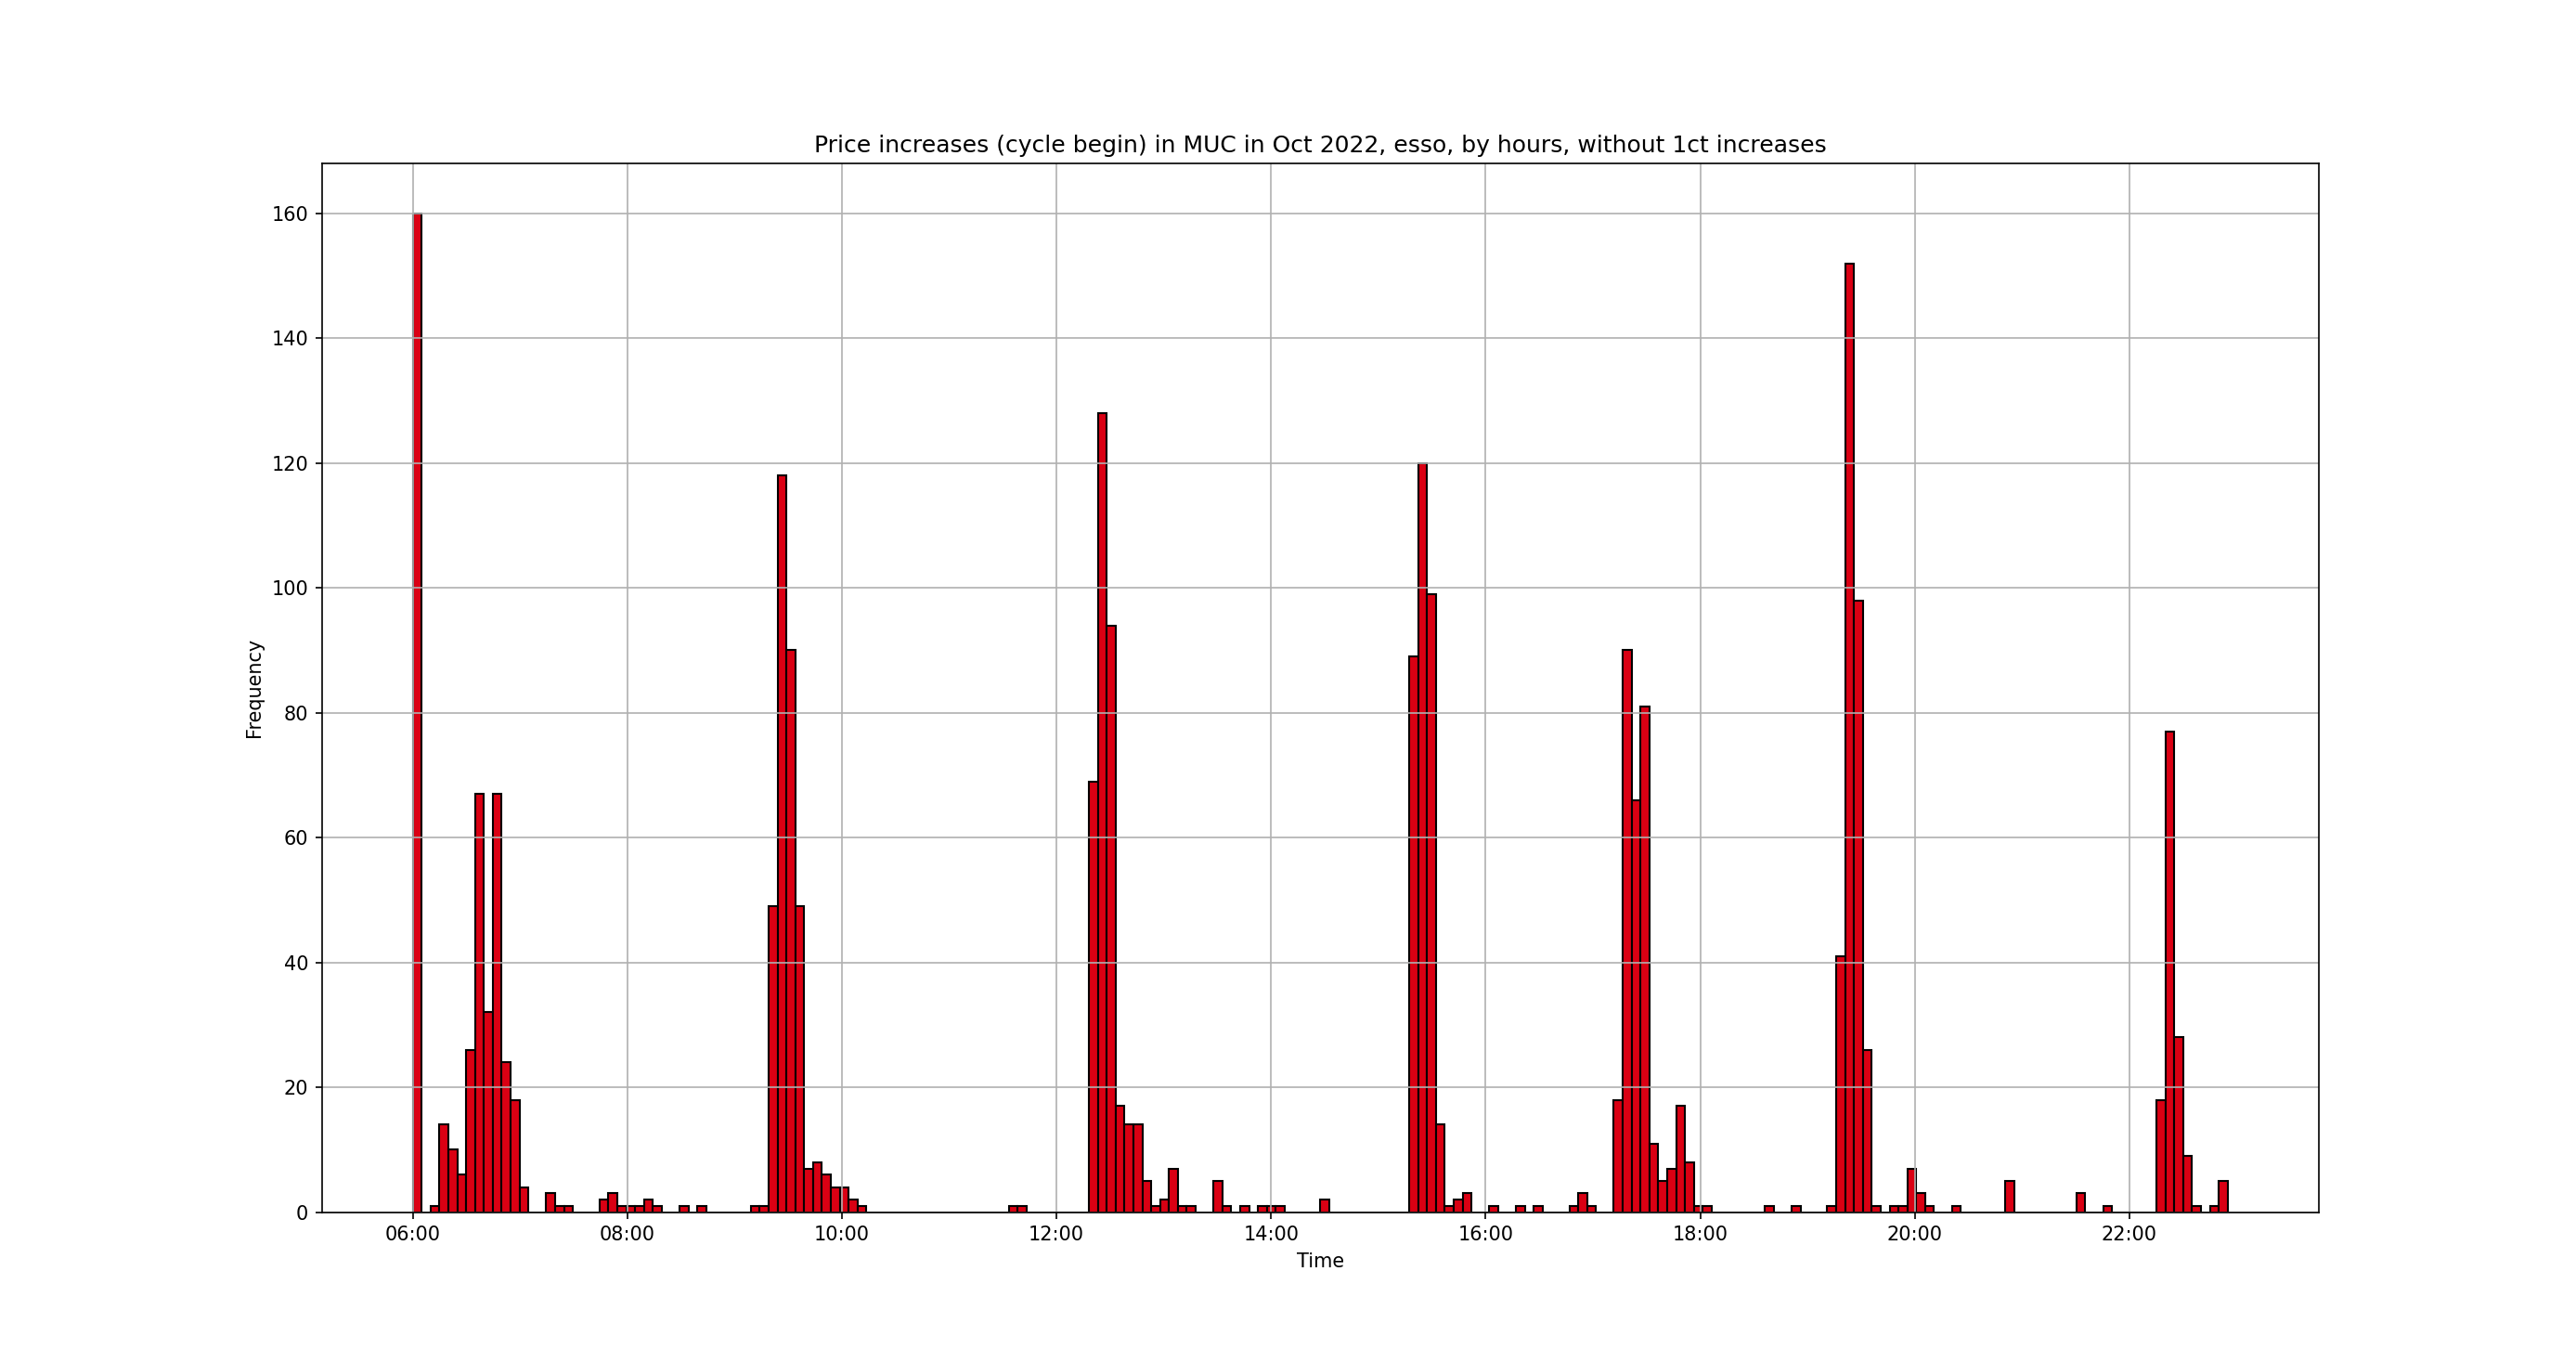 Price increases (cycle begin) in MUC in Oct 2022, esso, by hours, without 1ct increases
160
140
120
100
80
60
40
20
0
Frequency
06:00 08:00 10:00 12:00 14:00 16:00 18:00 20:00 22:00
Time